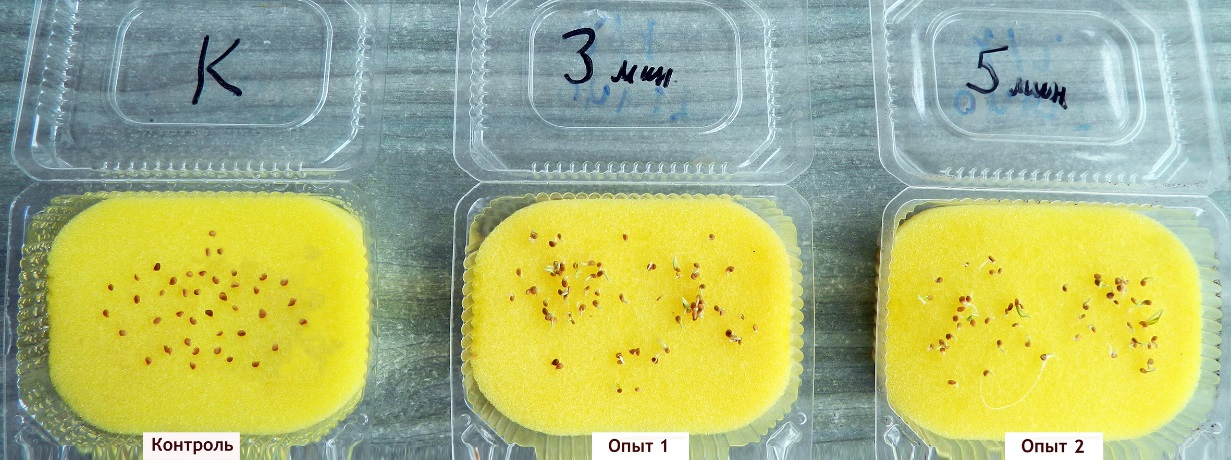 К
3 мин
5 мин
Контроль
Опыт 1
Опыт 2